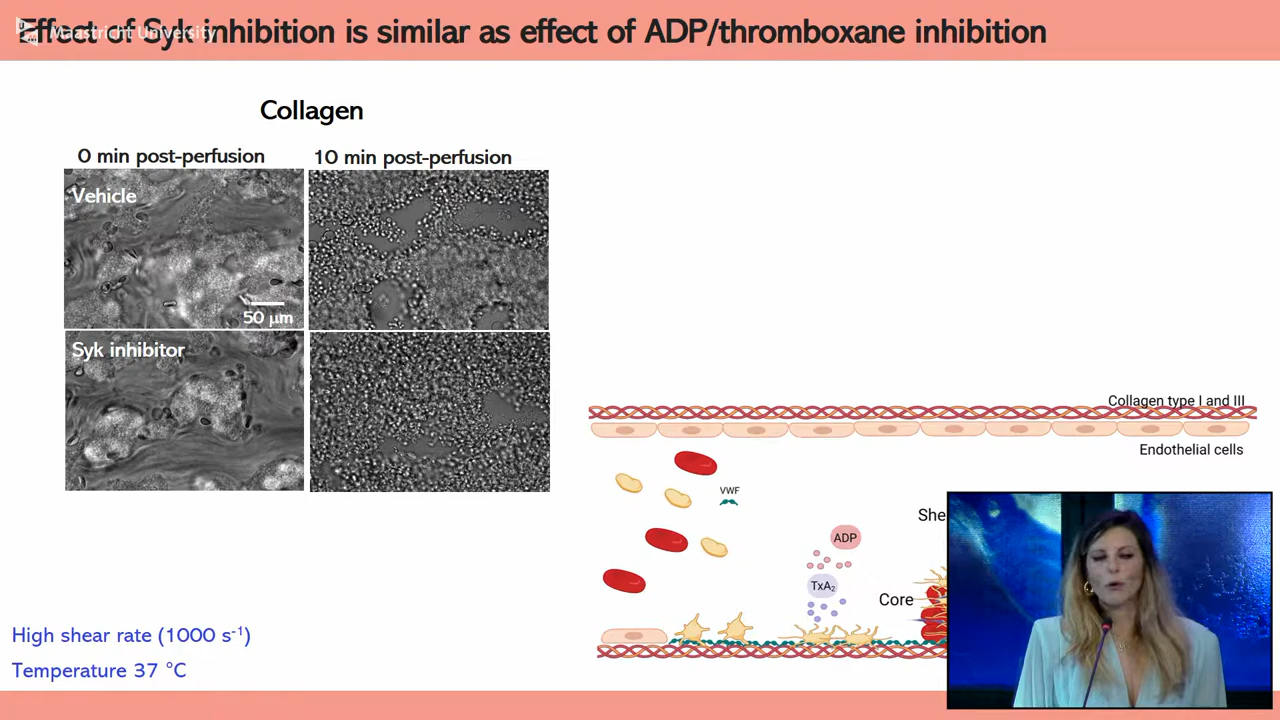 Effect of Syk inhibition is similar as effect of ADP/thromboxane inhibition
Maastricht University
Collagen
0 min post-perfusion
10 min post-perfusion
Vehicle
50 μm
Syk inhibitor
Collagen type I and III
Endothelial cells
VWF
She
ADP
TxA₂
Core
High shear rate (1000 s⁻¹)
Temperature 37 °C